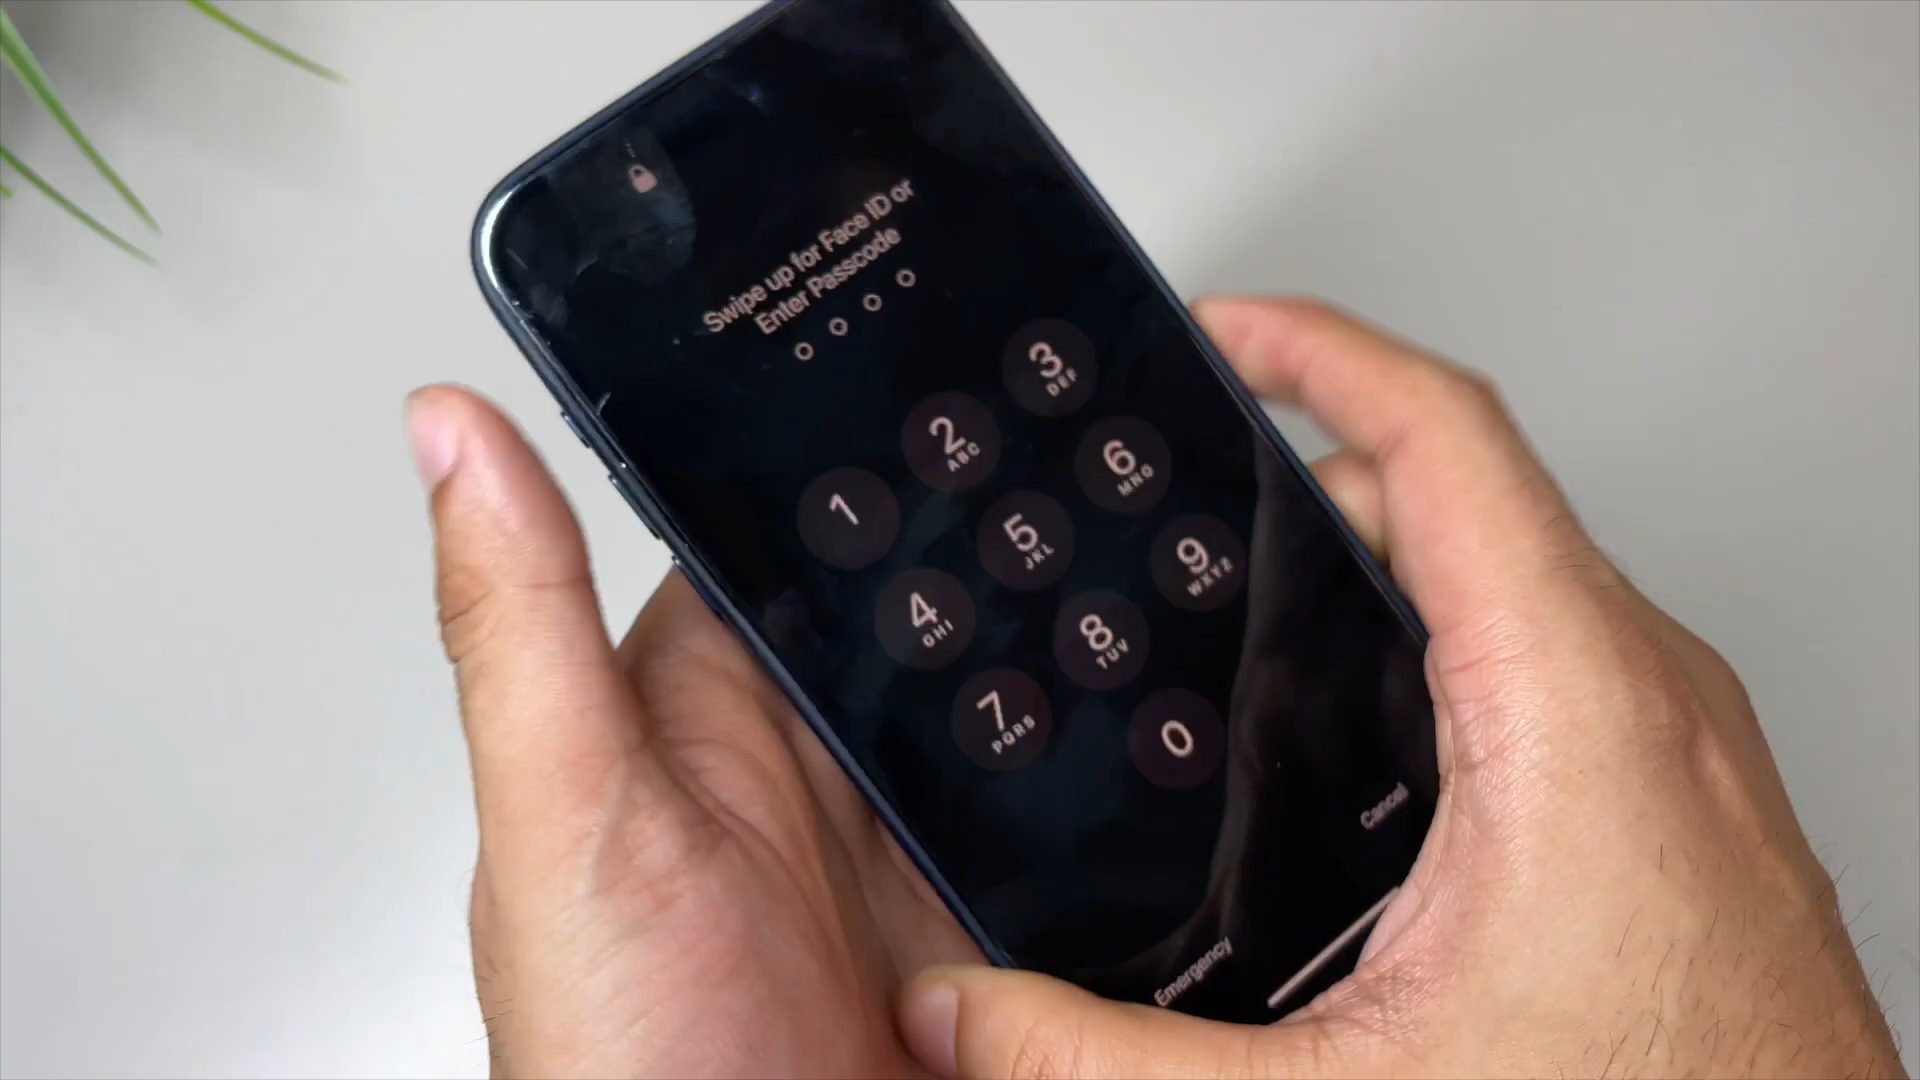 Swipe up for Face ID or
Enter Passcode
1
2
ABC
3
DEF
4
GHI
5
JKL
6
MNO
7
PQRS
8
TUV
9
WXYZ
0
Emergency
Cancel